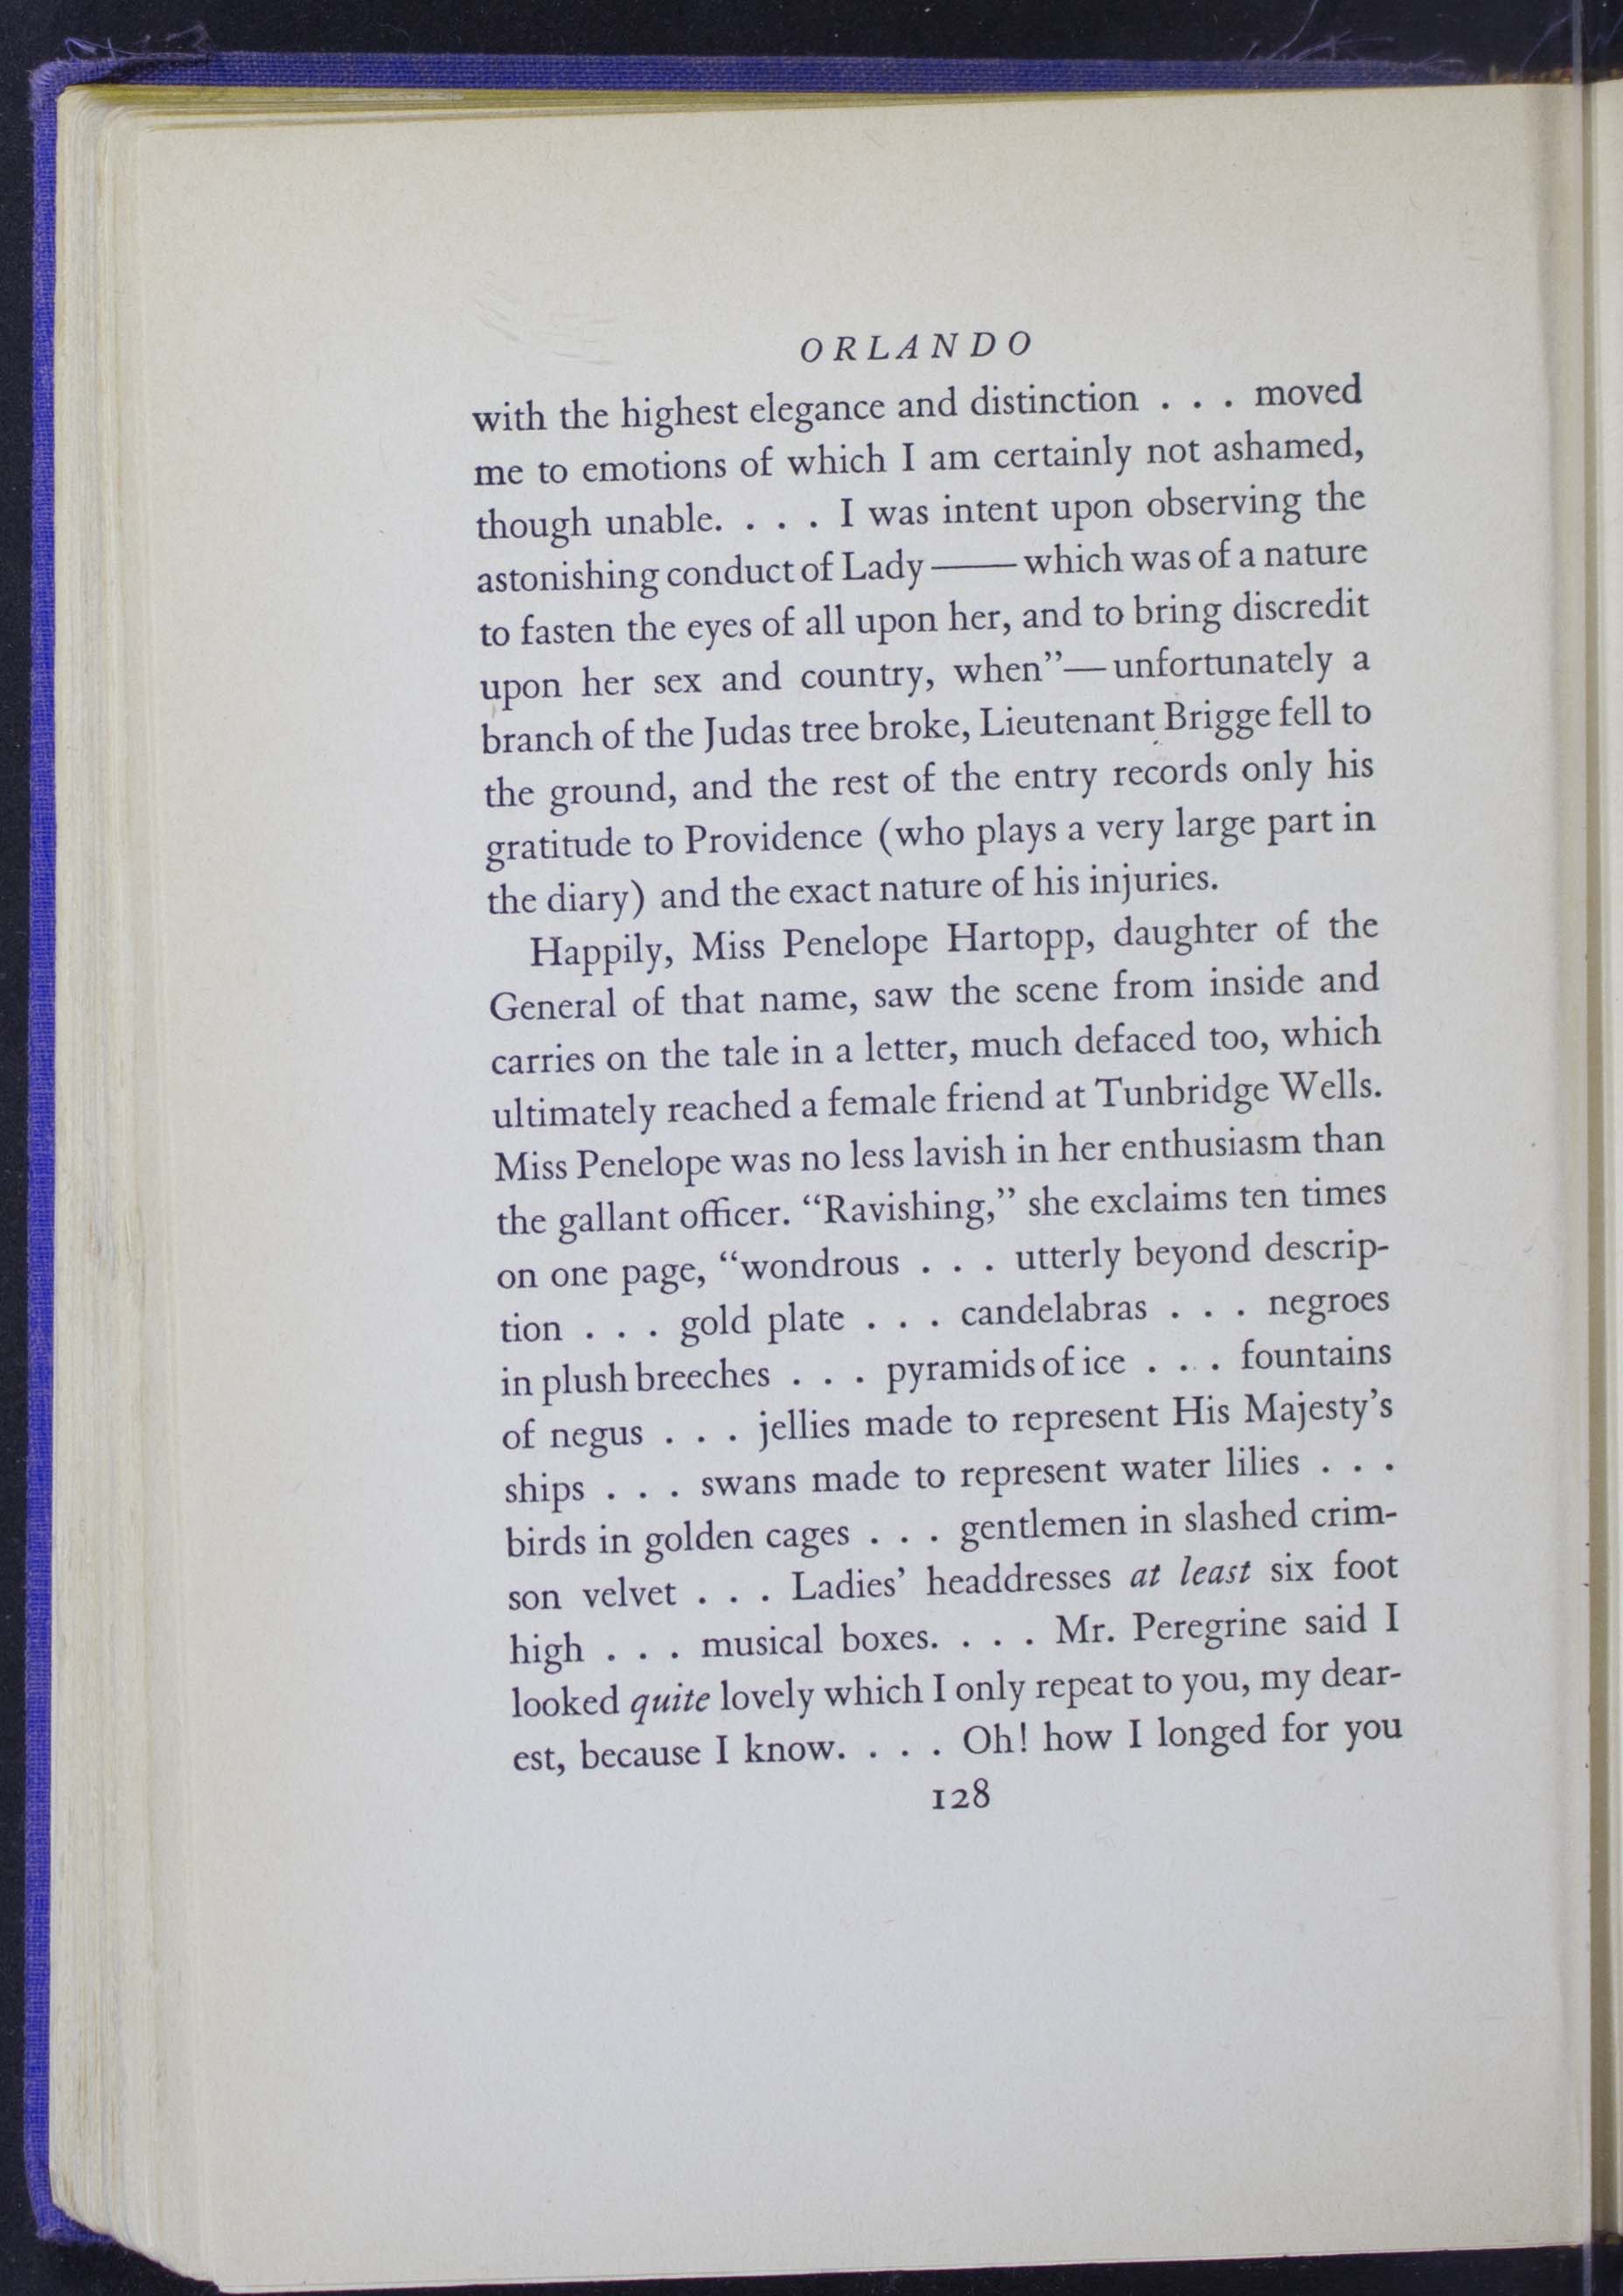 ORLANDO
with the highest elegance and distinction . . . moved
me to emotions of which I am certainly not ashamed,
though unable. . . . I was intent upon observing the
astonishing conduct of Lady —— which was of a nature
to fasten the eyes of all upon her, and to bring discredit
upon her sex and country, when”—unfortunately a
branch of the Judas tree broke, Lieutenant Brigge fell to
the ground, and the rest of the entry records only his
gratitude to Providence (who plays a very large part in
the diary) and the exact nature of his injuries.
Happily, Miss Penelope Hartopp, daughter of the
General of that name, saw the scene from inside and
carries on the tale in a letter, much defaced too, which
ultimately reached a female friend at Tunbridge Wells.
Miss Penelope was no less lavish in her enthusiasm than
the gallant officer. “Ravishing,” she exclaims ten times
on one page, “wondrous . . . utterly beyond descrip-
tion . . . gold plate . . . candelabras . . . negroes
in plush breeches . . . pyramids of ice . . . fountains
of negus . . . jellies made to represent His Majesty’s
ships . . . swans made to represent water lilies . . .
birds in golden cages . . . gentlemen in slashed crim-
son velvet . . . Ladies’ headdresses at least six foot
high . . . musical boxes. . . . Mr. Peregrine said I
looked quite lovely which I only repeat to you, my dear-
est, because I know. . . . Oh! how I longed for you
128